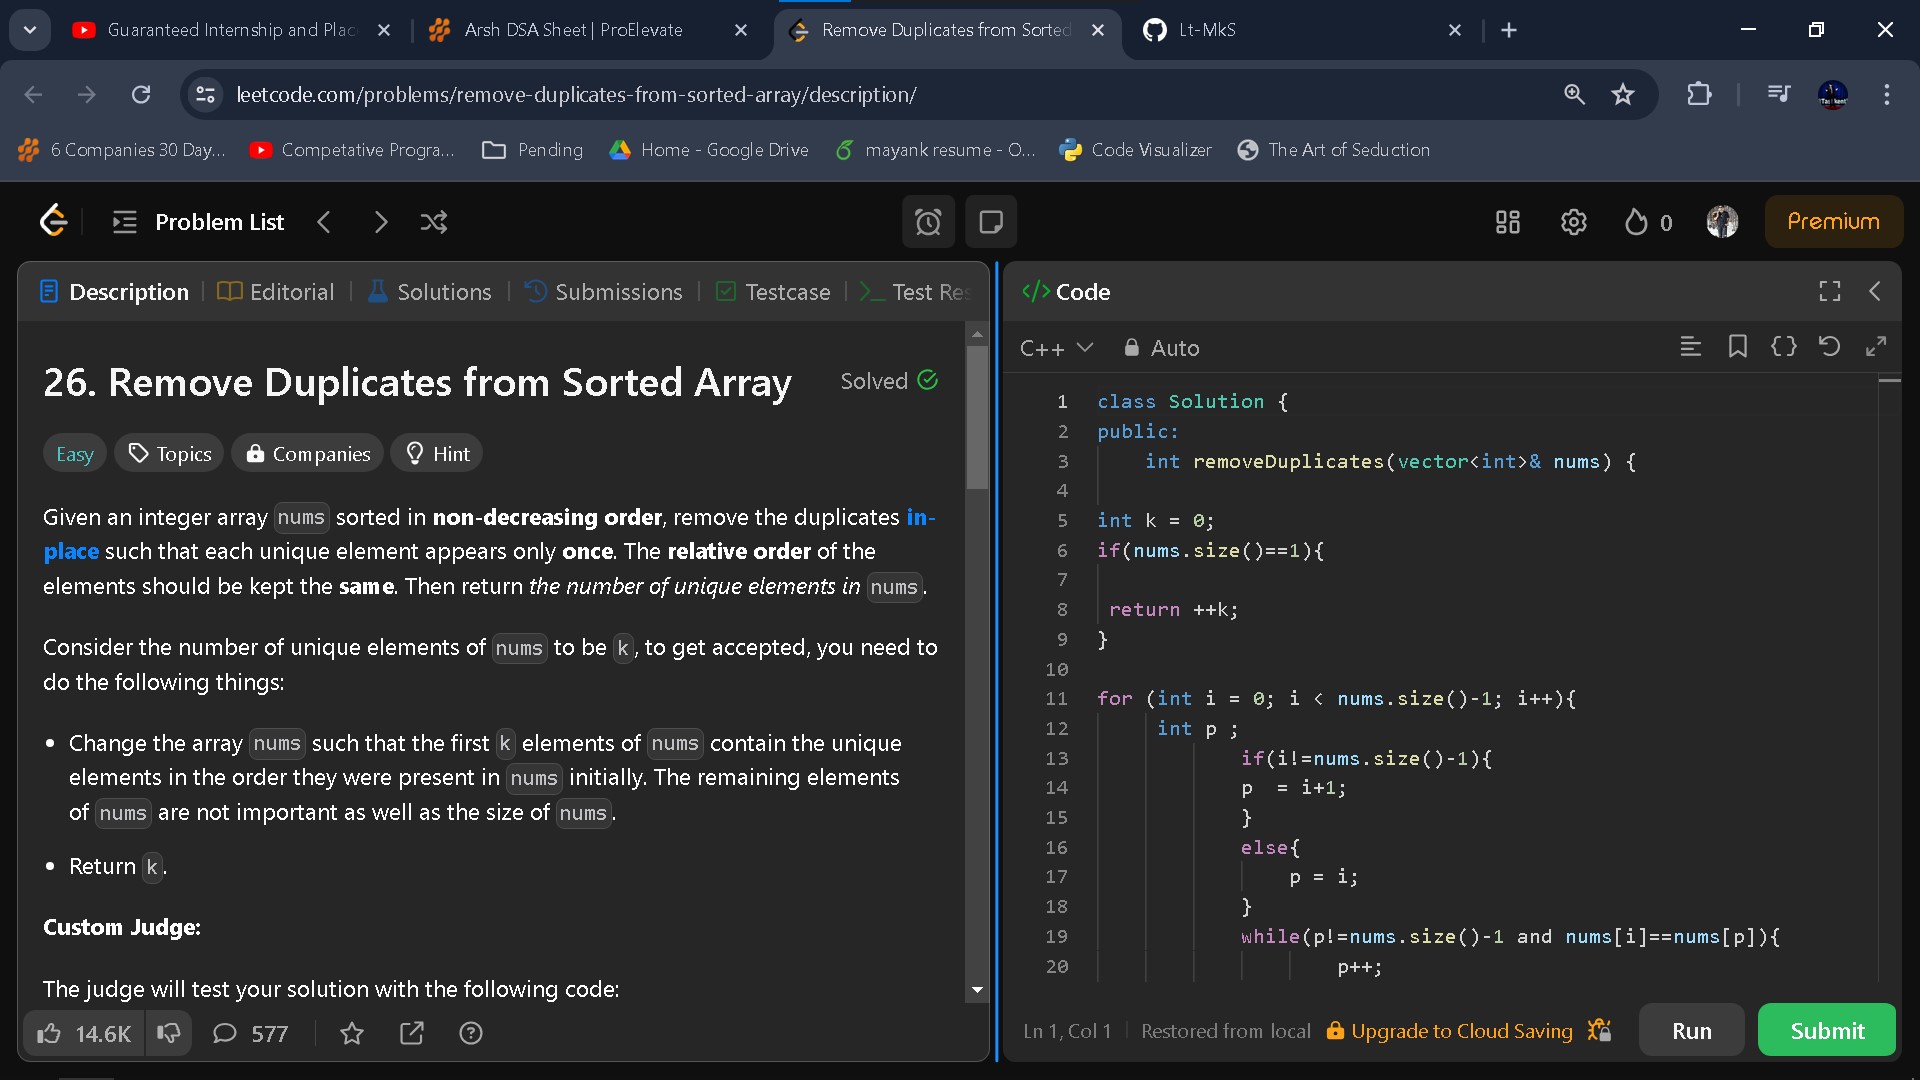 Guaranteed Internship and Plac
Arsh DSA Sheet | ProElevate
Remove Duplicates from Sorted
Lt-MkS
leetcode.com/problems/remove-duplicates-from-sorted-array/description/
6 Companies 30 Day...
Competative Progra...
Pending
Home - Google Drive
mayank resume - O...
Code Visualizer
The Art of Seduction
Problem List
0
Premium
Description
Editorial
Solutions
Submissions
Testcase
Test Res
26. Remove Duplicates from Sorted Array
Solved
Easy
Topics
Companies
Hint
Given an integer array nums sorted in non-decreasing order, remove the duplicates in-
place such that each unique element appears only once. The relative order of the
elements should be kept the same. Then return the number of unique elements in nums.
Consider the number of unique elements of nums to be k, to get accepted, you need to
do the following things:
• Change the array nums such that the first k elements of nums contain the unique
elements in the order they were present in nums initially. The remaining elements
of nums are not important as well as the size of nums.
• Return k.
Custom Judge:
The judge will test your solution with the following code:
14.6K
577
</> Code
C++
Auto
1 class Solution {
2 public:
3 int removeDuplicates(vector<int>& nums) {
4
5 int k = 0;
6 if(nums.size()==1){
7
8 return ++k;
9 }
10
11 for (int i = 0; i < nums.size()-1; i++){
12 int p ;
13 if(i!=nums.size()-1){
14 p = i+1;
15 }
16 else{
17 p = i;
18 }
19 while(p!=nums.size()-1 and nums[i]==nums[p]){
20 p++;
Ln 1, Col 1
Restored from local
Upgrade to Cloud Saving
Run
Submit